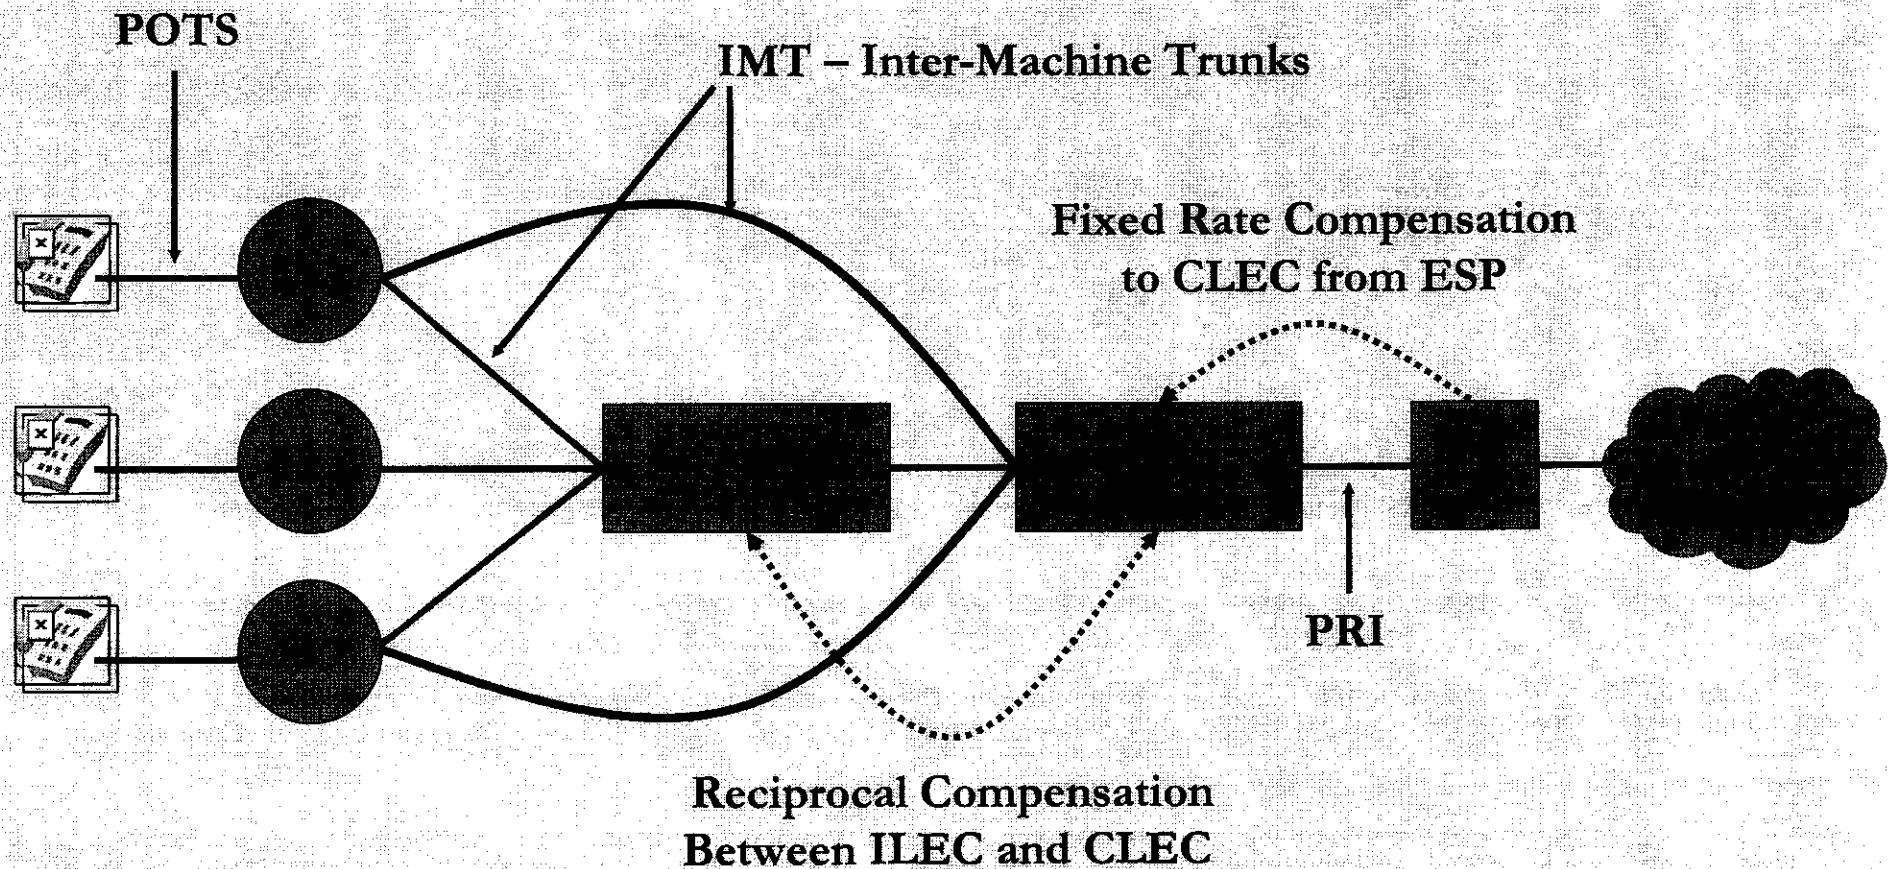 POTS
IMT – Inter-Machine Trunks
Fixed Rate Compensation
to CLEC from ESP
PRI
Reciprocal Compensation
Between ILEC and CLEC